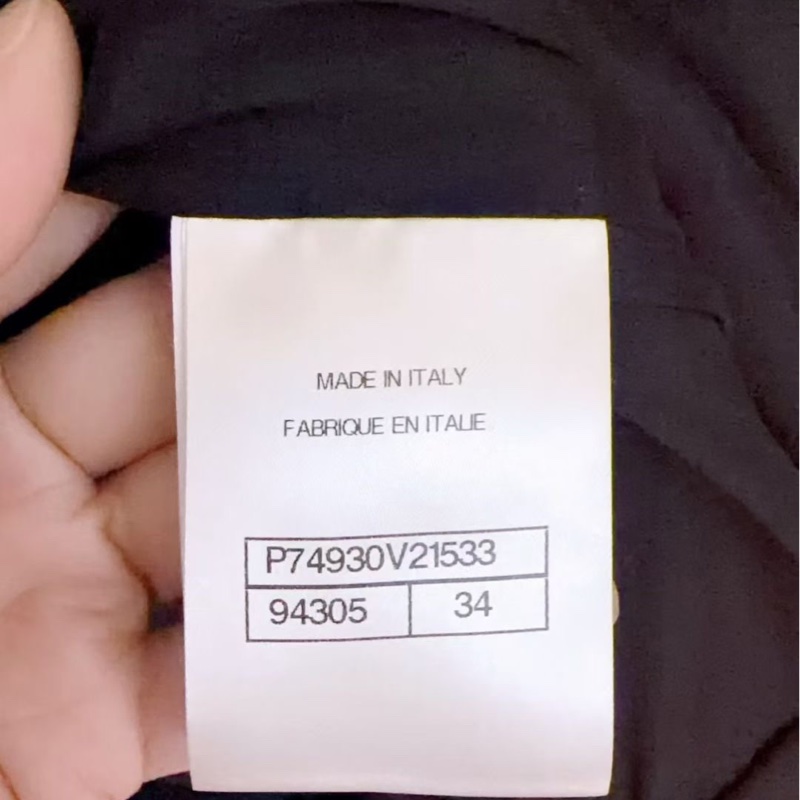 MADE IN ITALY
FABRIQUE EN ITALIE
P74930V21533
94305 34